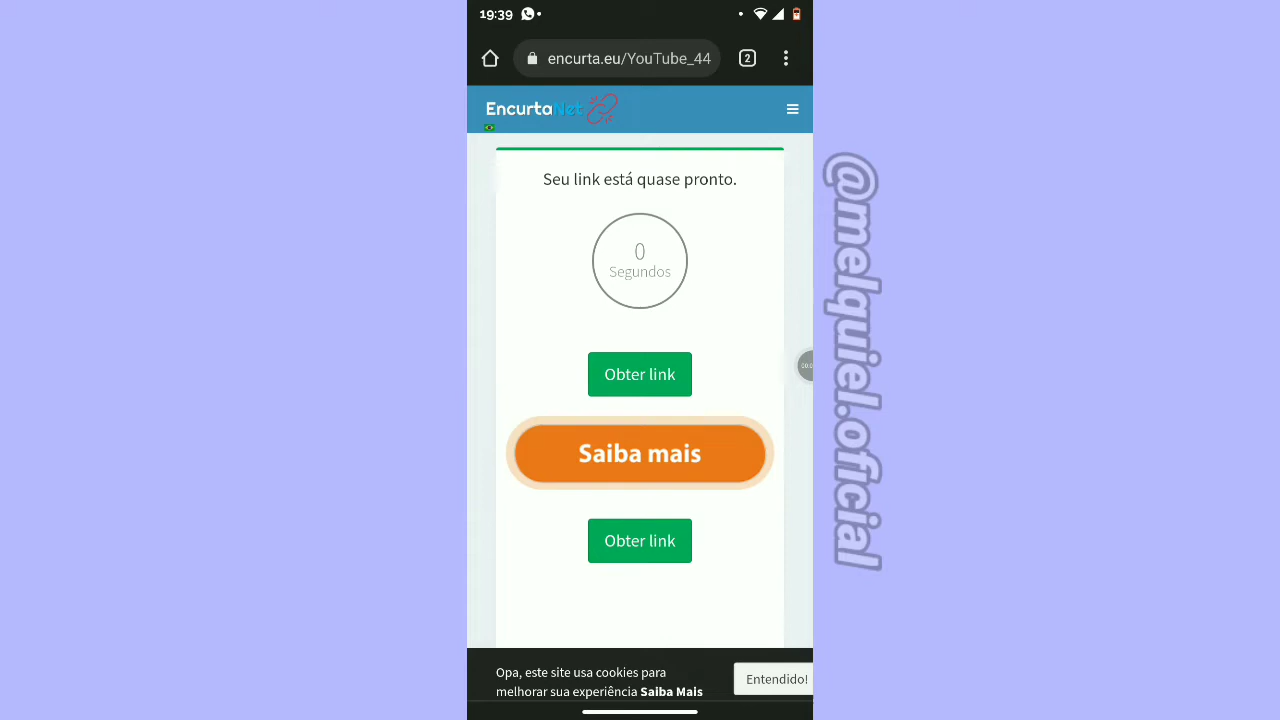 19:39
encurta.eu/YouTube_44
2
EncurtaNet
Seu link está quase pronto.
0
Segundos
Obter link
Saiba mais
Obter link
Opa, este site usa cookies para
melhorar sua experiência Saiba Mais
Entendido!
@melquiel.oficial